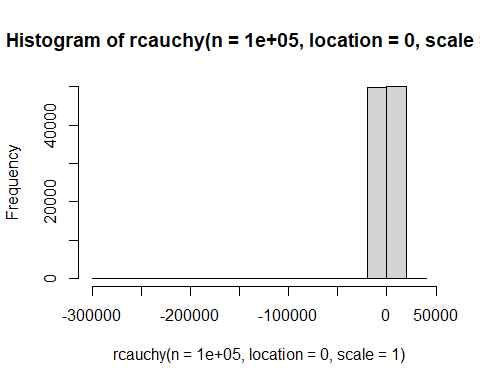 Histogram of rcauchy(n = 1e+05, location = 0, scale =
Frequency
40000
20000
0
-300000 -200000 -100000 0 50000
rcauchy(n = 1e+05, location = 0, scale = 1)